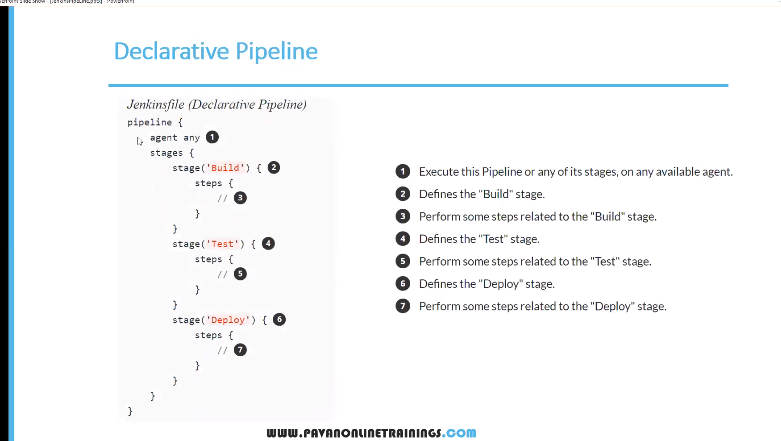 Declarative Pipeline
Jenkinsfile (Declarative Pipeline)
pipeline {
agent any 1
stages {
stage('Build') { 2
steps {
// 3
}
}
stage('Test') { 4
steps {
// 5
}
}
stage('Deploy') { 6
steps {
// 7
}
}
}
}
1 Execute this Pipeline or any of its stages, on any available agent.
2 Defines the "Build" stage.
3 Perform some steps related to the "Build" stage.
4 Defines the "Test" stage.
5 Perform some steps related to the "Test" stage.
6 Defines the "Deploy" stage.
7 Perform some steps related to the "Deploy" stage.
WWW.PAVANONLINETRAININGS.COM